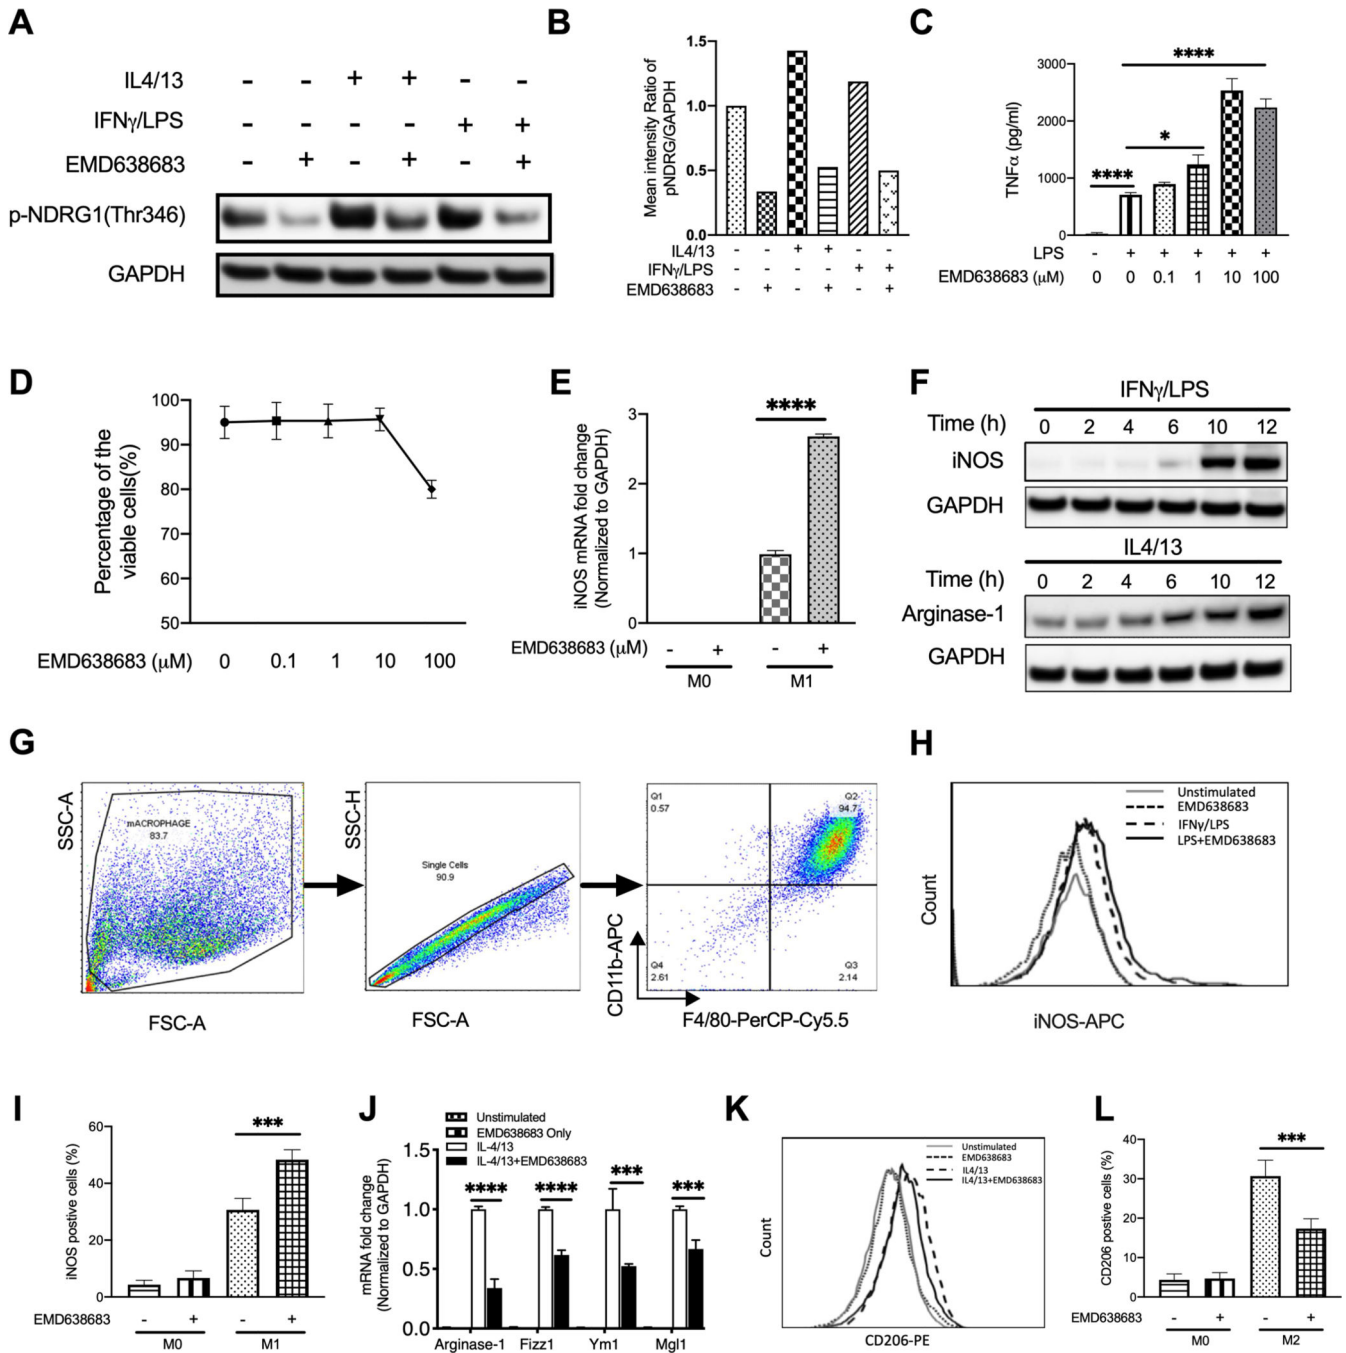 A
IL4/13 - - + + - -
IFNγ/LPS - - - - + +
EMD638683 - + - + - +
p-NDRG1(Thr346)
GAPDH
B
Mean intensity Ratio of
pNDRG/GAPDH
1.5
1.0
0.5
0.0
IL4/13 - - + + - -
IFNγ/LPS - - - - + +
EMD638683 - + - + - +
C
TNFα (pg/ml)
3000
2000
1000
0
****
*
****
LPS - + + + + +
EMD638683 (μM) 0 0 0.1 1 10 100
D
Percentage of the
viable cells(%)
100
90
80
70
60
50
EMD638683 (μM) 0 0.1 1 10 100
E
iNOS mRNA fold change
(Normalized to GAPDH)
3
2
1
0
****
EMD638683 (μM) - + - +
M0 M1
F
IFNγ/LPS
Time (h) 0 2 4 6 10 12
iNOS
GAPDH
IL4/13
Time (h) 0 2 4 6 10 12
Arginase-1
GAPDH
G
SSC-A
mACROPHAGE
83.7
FSC-A
SSC-H
Single Cells
90.9
FSC-A
CD11b-APC
Q1
0.57
Q2
94.7
Q4
2.61
Q3
2.14
F4/80-PerCP-Cy5.5
H
Count
Unstimulated
EMD638683
IFNγ/LPS
LPS+EMD638683
iNOS-APC
I
iNOS postive cells (%)
60
40
20
0
***
EMD638683 - + - +
M0 M1
J
Unstimulated
EMD638683 Only
IL-4/13
IL-4/13+EMD638683
mRNA fold change
(Normalized to GAPDH)
1.5
1.0
0.5
0.0
**** **** *** ***
Arginase-1 Fizz1 Ym1 Mgl1
K
Count
Unstimulated
EMD638683
IL4/13
IL4/13+EMD638683
CD206-PE
L
CD206 postive cells (%)
40
30
20
10
0
***
EMD638683 - + - +
M0 M2